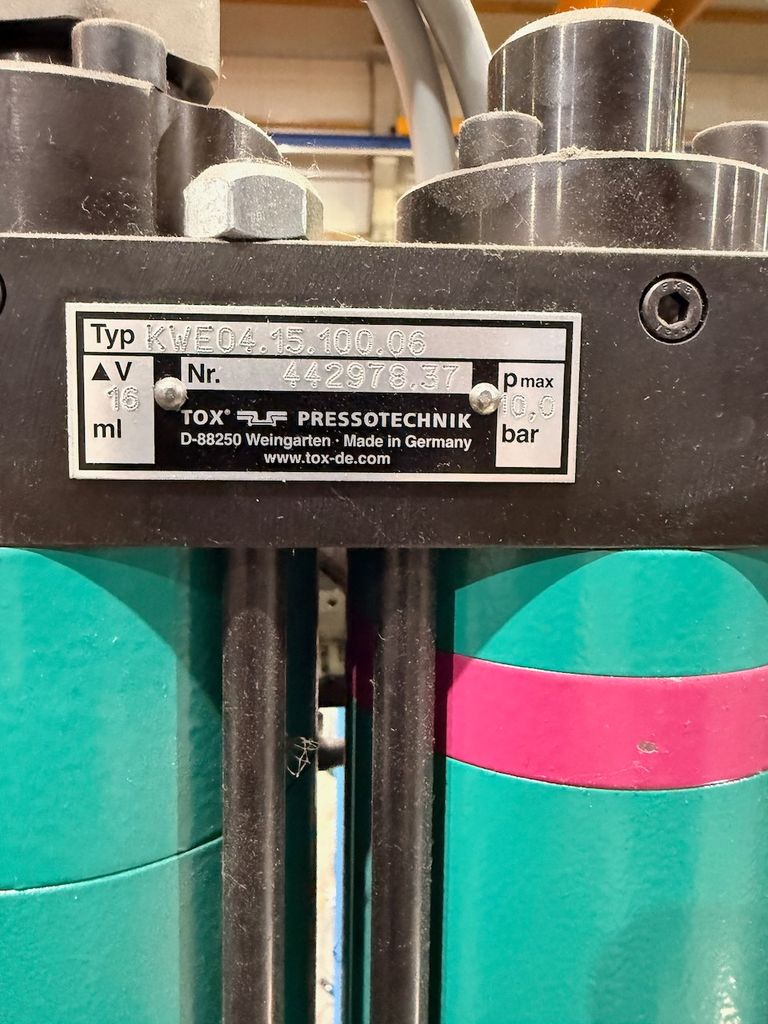 Typ KWE04.15.100.06
▲V Nr. 442978.37 pmax
16 10,0
ml TOX® PRESSOTECHNIK bar
D-88250 Weingarten · Made in Germany
www.tox-de.com